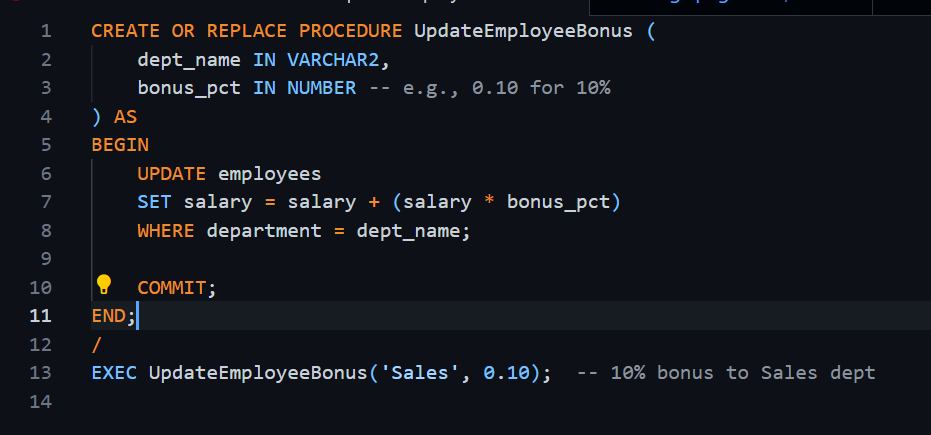 1 CREATE OR REPLACE PROCEDURE UpdateEmployeeBonus (
2     dept_name IN VARCHAR2,
3     bonus_pct IN NUMBER -- e.g., 0.10 for 10%
4 ) AS
5 BEGIN
6     UPDATE employees
7     SET salary = salary + (salary * bonus_pct)
8     WHERE department = dept_name;
9
10     COMMIT;
11 END;
12 /
13 EXEC UpdateEmployeeBonus('Sales', 0.10);  -- 10% bonus to Sales dept
14